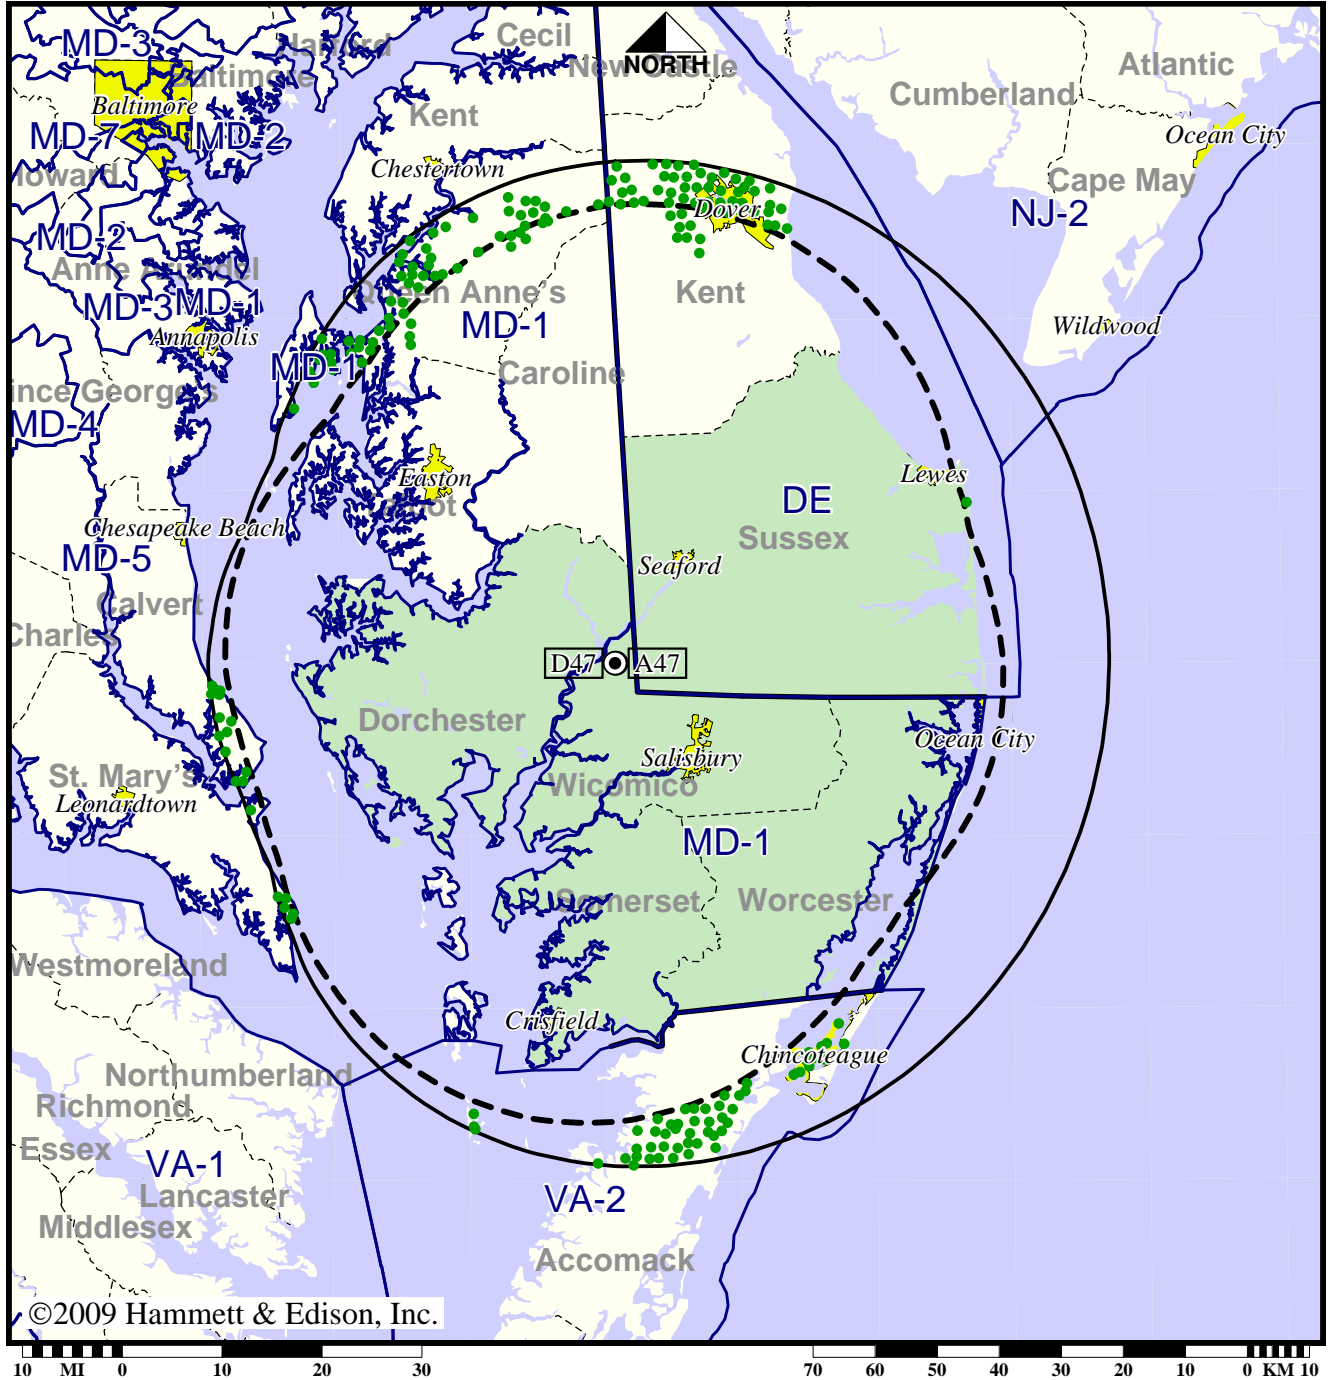 MD-3
Harford
Cecil
NORTH
New Castle
Atlantic
Baltimore
Baltimore
Cumberland
Kent
MD-7
MD-2
Ocean City
Howard
Chestertown
Cape May
NJ-2
Dover
MD-2
Anne Arundel
MD-3
MD-1
Queen Anne's
Kent
MD-1
Annapolis
Wildwood
MD-1
Caroline
Prince George's
MD-4
Easton
Talbot
Lewes
DE
Sussex
Chesapeake Beach
MD-5
Seaford
Calvert
Charles
D47
A47
Dorchester
Ocean City
Salisbury
St. Mary's
Wicomico
Leonardtown
MD-1
Somerset
Worcester
Westmoreland
Crisfield
Chincoteague
Northumberland
Richmond
Essex
VA-1
Lancaster
VA-2
Middlesex
Accomack
©2009 Hammett & Edison, Inc.
10 MI 0 10 20 30
70 60 50 40 30 20 10 0 KM 10